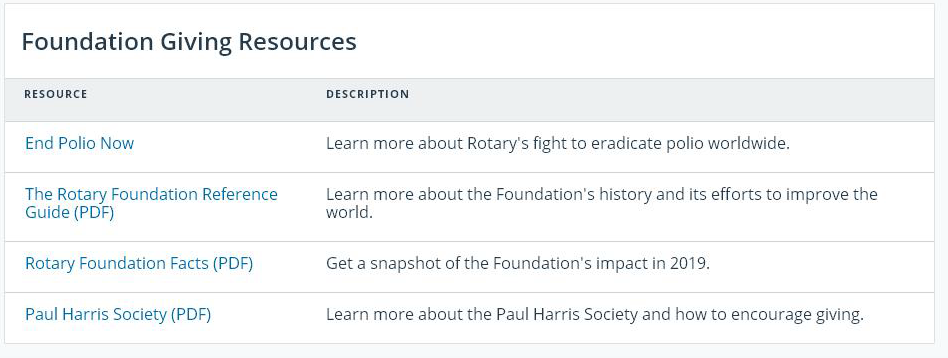 Foundation Giving Resources
RESOURCE DESCRIPTION
End Polio Now Learn more about Rotary's fight to eradicate polio worldwide.
The Rotary Foundation Reference Learn more about the Foundation's history and its efforts to improve the
Guide (PDF) world.
Rotary Foundation Facts (PDF) Get a snapshot of the Foundation's impact in 2019.
Paul Harris Society (PDF) Learn more about the Paul Harris Society and how to encourage giving.